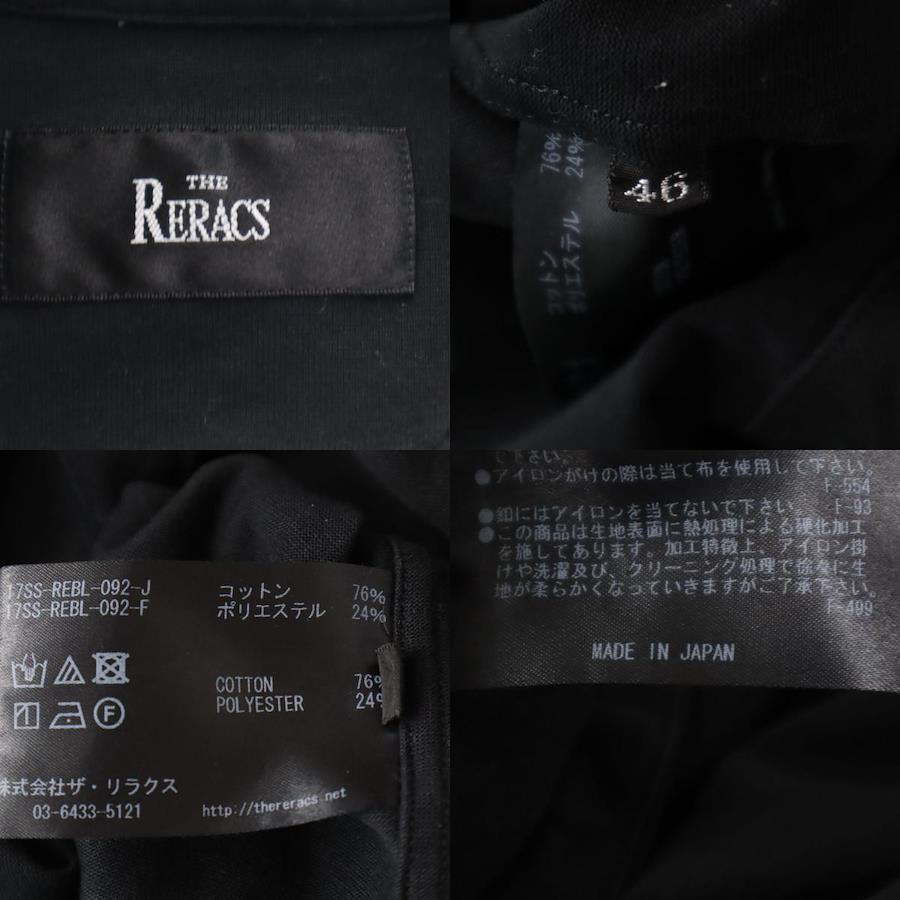 THE
RERACS
46
76%
24%
コットン
ポリエステル
17SS-REBL-092-J
17SS-REBL-092-F
コットン 76%
ポリエステル 24%
COTTON 76%
POLYESTER 24%
F
株式会社ザ・リラクス
03-6433-5121
http://thereracs.net
下さい。
●アイロンがけの際は当て布を使用して下さい。
F-554
●釦にはアイロンを当てないで下さい F-93
●この商品は生地表面に熱処理による硬化加工
を施してあります。加工特徴上、アイロン掛
けや洗濯及び、クリーニング処理で徐々に生
地が柔らかくなっていきますがご了承下さい。
F-499
MADE IN JAPAN